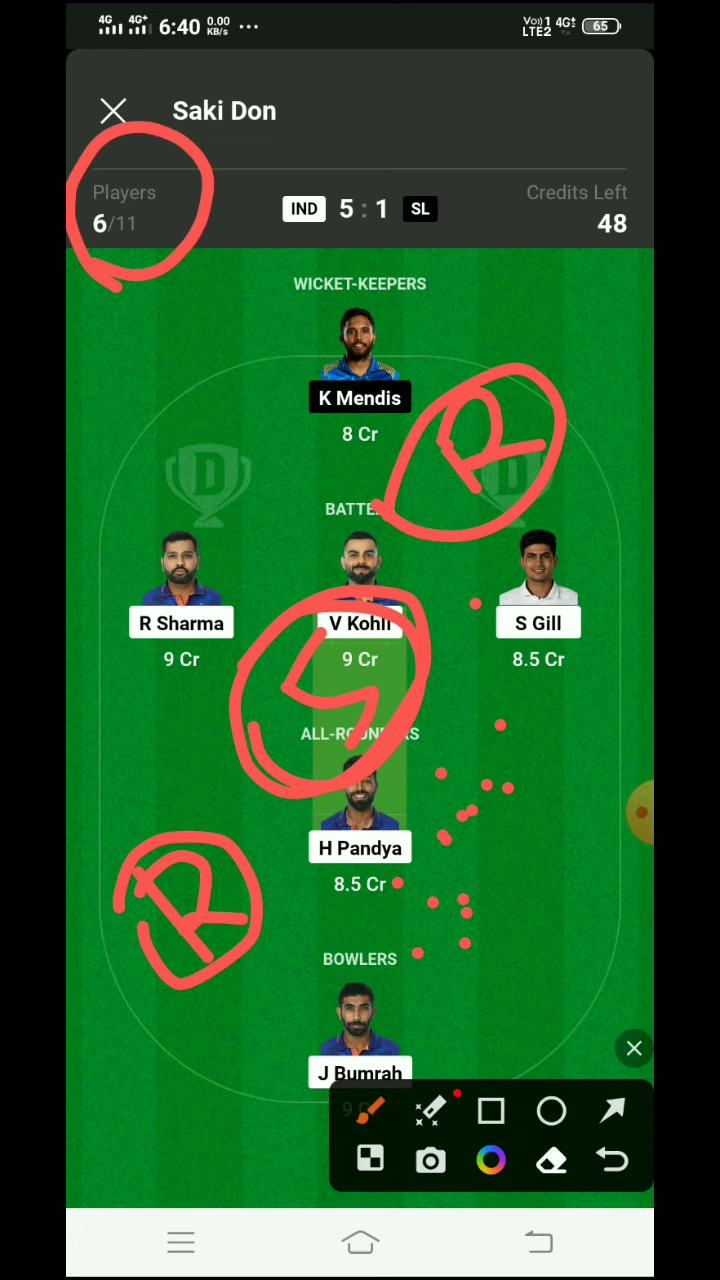 4G 4G+ 6:40 0.00 KB/s ... Vo)) 1 LTE2 4G 65
Saki Don
Players
6/11
IND 5 : 1 SL
Credits Left
48
WICKET-KEEPERS
K Mendis
8 Cr
D D
R
BATTE
R Sharma V Kohli S Gill
9 Cr 9 Cr 8.5 Cr
ALL-ROUNDERS
H Pandya
8.5 Cr
R
BOWLERS
J Bumrah
9